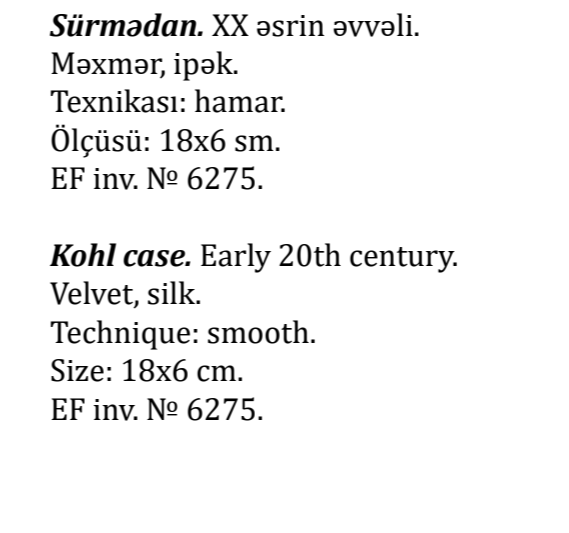 Sürmədan. XX əsrin əvvəli.
Məxmər, ipək.
Texnikası: hamar.
Ölçüsü: 18x6 sm.
EF inv. № 6275.
Kohl case. Early 20th century.
Velvet, silk.
Technique: smooth.
Size: 18x6 cm.
EF inv. № 6275.